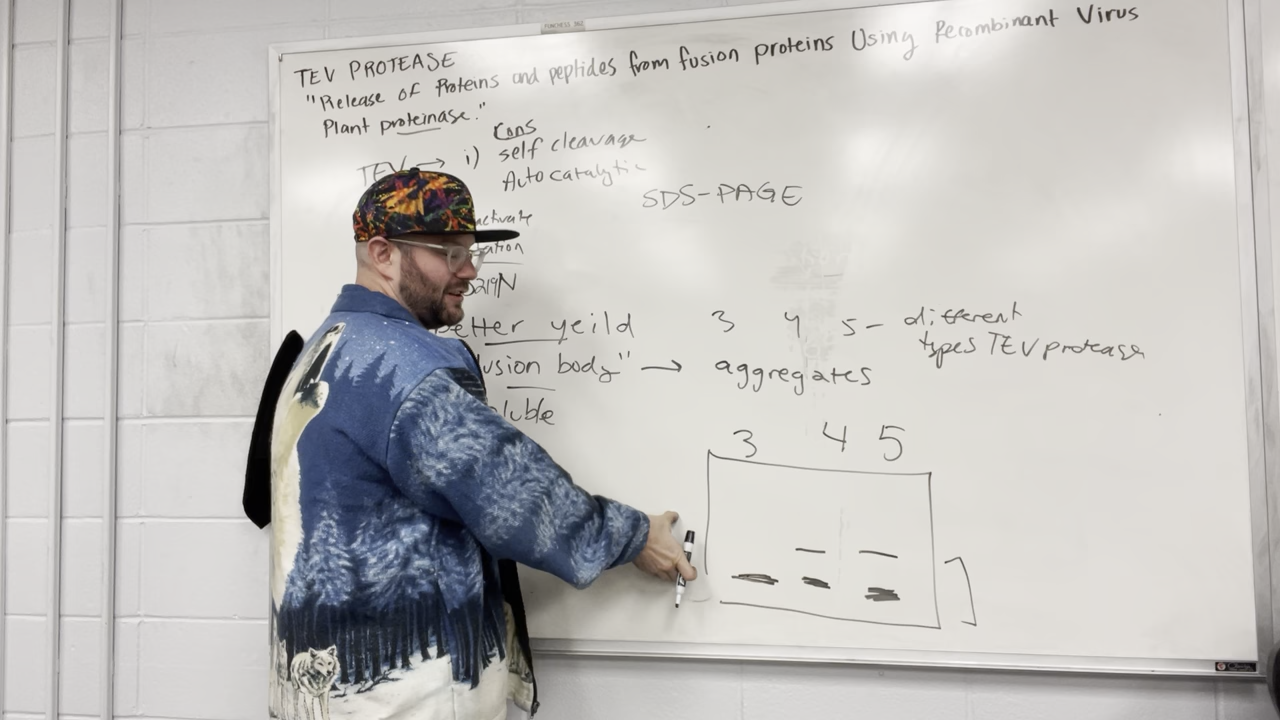 TEV PROTEASE
"Release of Proteins and peptides from fusion proteins Using Recombinant Virus
Plant proteinase."
Cons
TEV → i) self cleavage
Autocatalytic
SDS-PAGE
219N
etter yeild
lusion body" → aggregates
luble
3 4 5 - different
types TEV protease
3 4 5